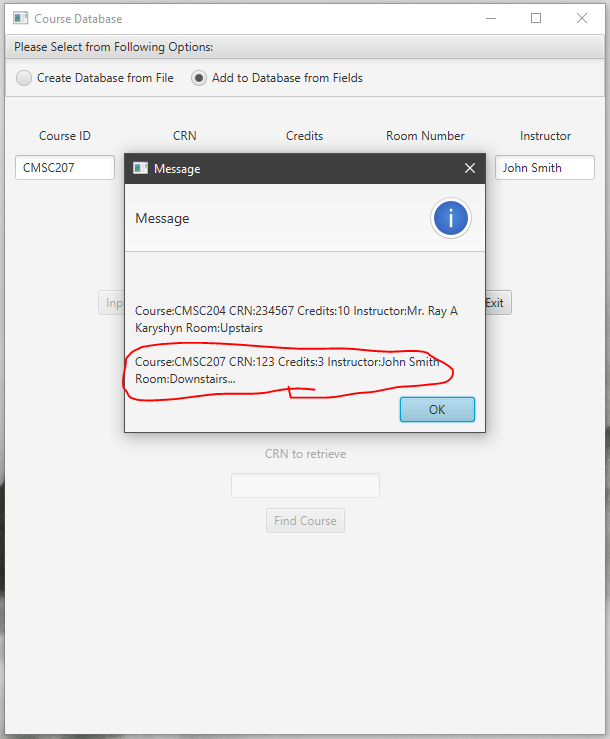 Course Database
Please Select from Following Options:
Create Database from File
Add to Database from Fields
Course ID CRN Credits Room Number Instructor
CMSC207 John Smith
Message
Message
Inp
Exit
Course:CMSC204 CRN:234567 Credits:10 Instructor:Mr. Ray A
Karyshyn Room:Upstairs
Course:CMSC207 CRN:123 Credits:3 Instructor:John Smith
Room:Downstairs...
OK
CRN to retrieve
Find Course